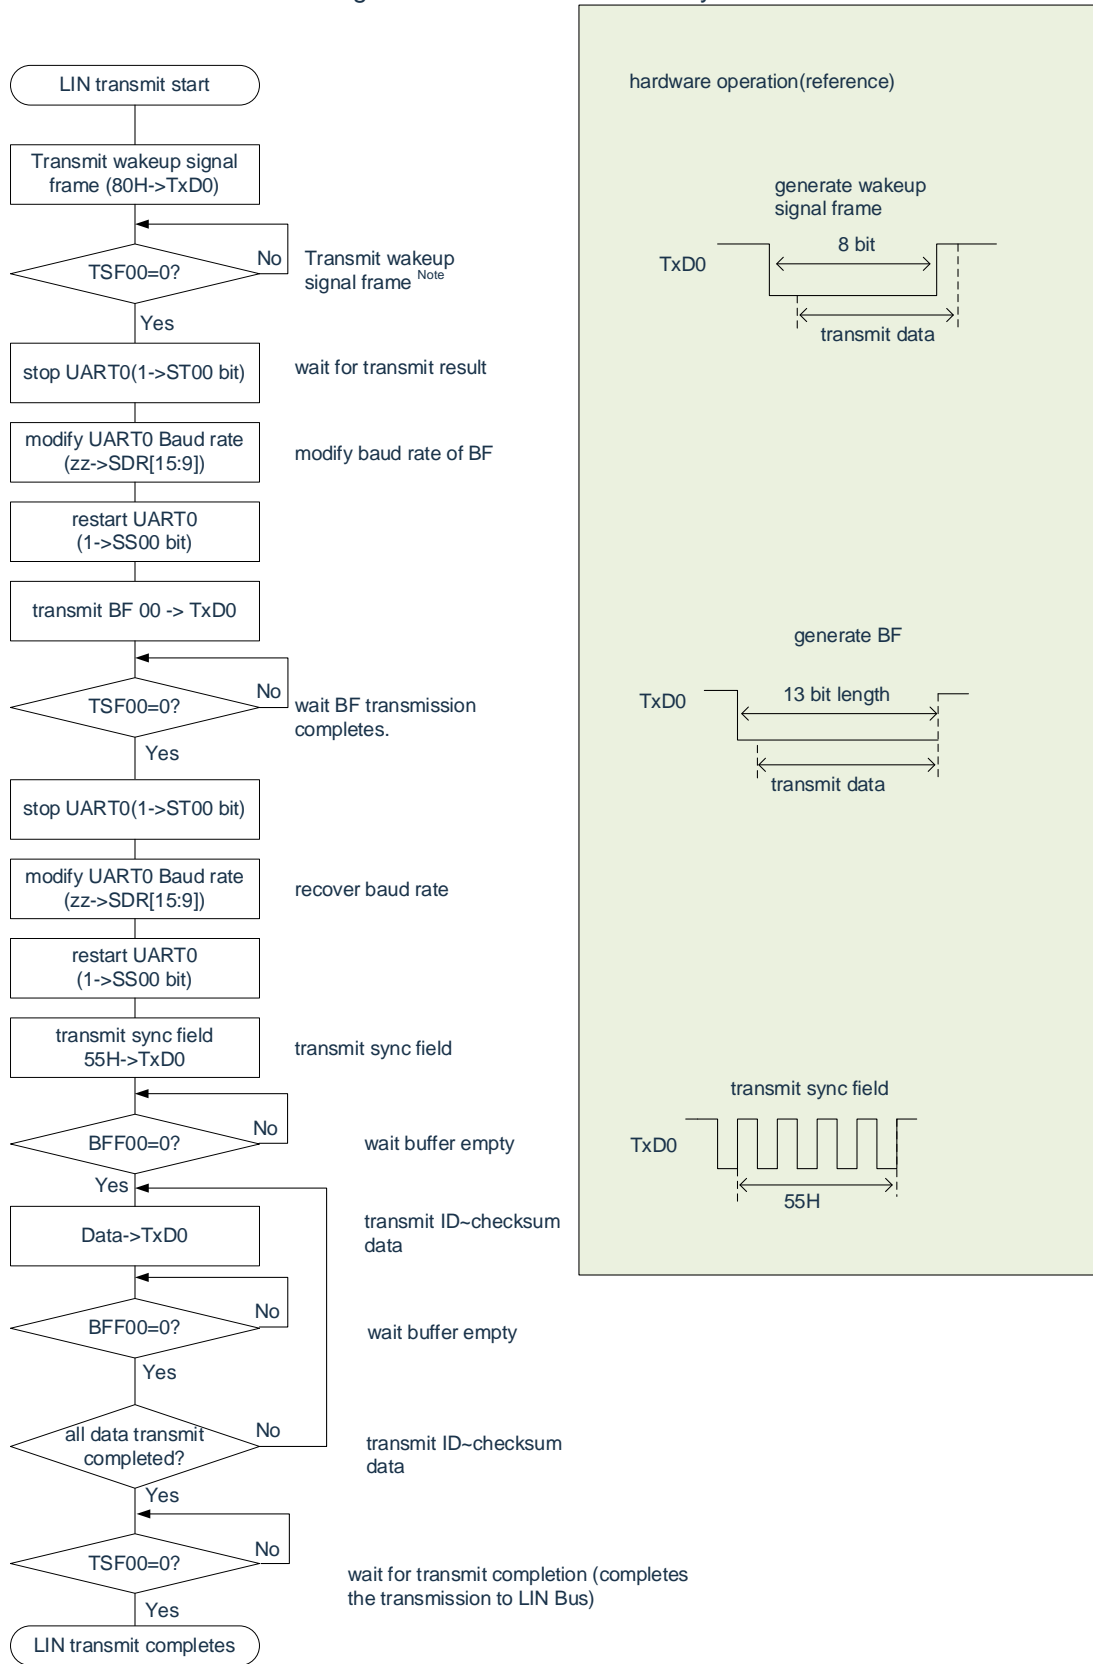 LIN transmit start
Transmit wakeup signal
frame (80H->TxD0)
TSF00=0?
No
Yes
Transmit wakeup
signal frame Note
stop UART0(1->ST00 bit)
wait for transmit result
modify UART0 Baud rate
(zz->SDR[15:9])
modify baud rate of BF
restart UART0
(1->SS00 bit)
transmit BF 00 -> TxD0
TSF00=0?
No
Yes
wait BF transmission
completes.
stop UART0(1->ST00 bit)
modify UART0 Baud rate
(zz->SDR[15:9])
recover baud rate
restart UART0
(1->SS00 bit)
transmit sync field
55H->TxD0
transmit sync field
BFF00=0?
No
Yes
wait buffer empty
Data->TxD0
transmit ID~checksum
data
BFF00=0?
No
Yes
wait buffer empty
all data transmit
completed?
No
Yes
transmit ID~checksum
data
TSF00=0?
No
Yes
wait for transmit completion (completes
the transmission to LIN Bus)
LIN transmit completes
hardware operation(reference)
generate wakeup
signal frame
TxD0
8 bit
transmit data
generate BF
TxD0
13 bit length
transmit data
transmit sync field
TxD0
55H